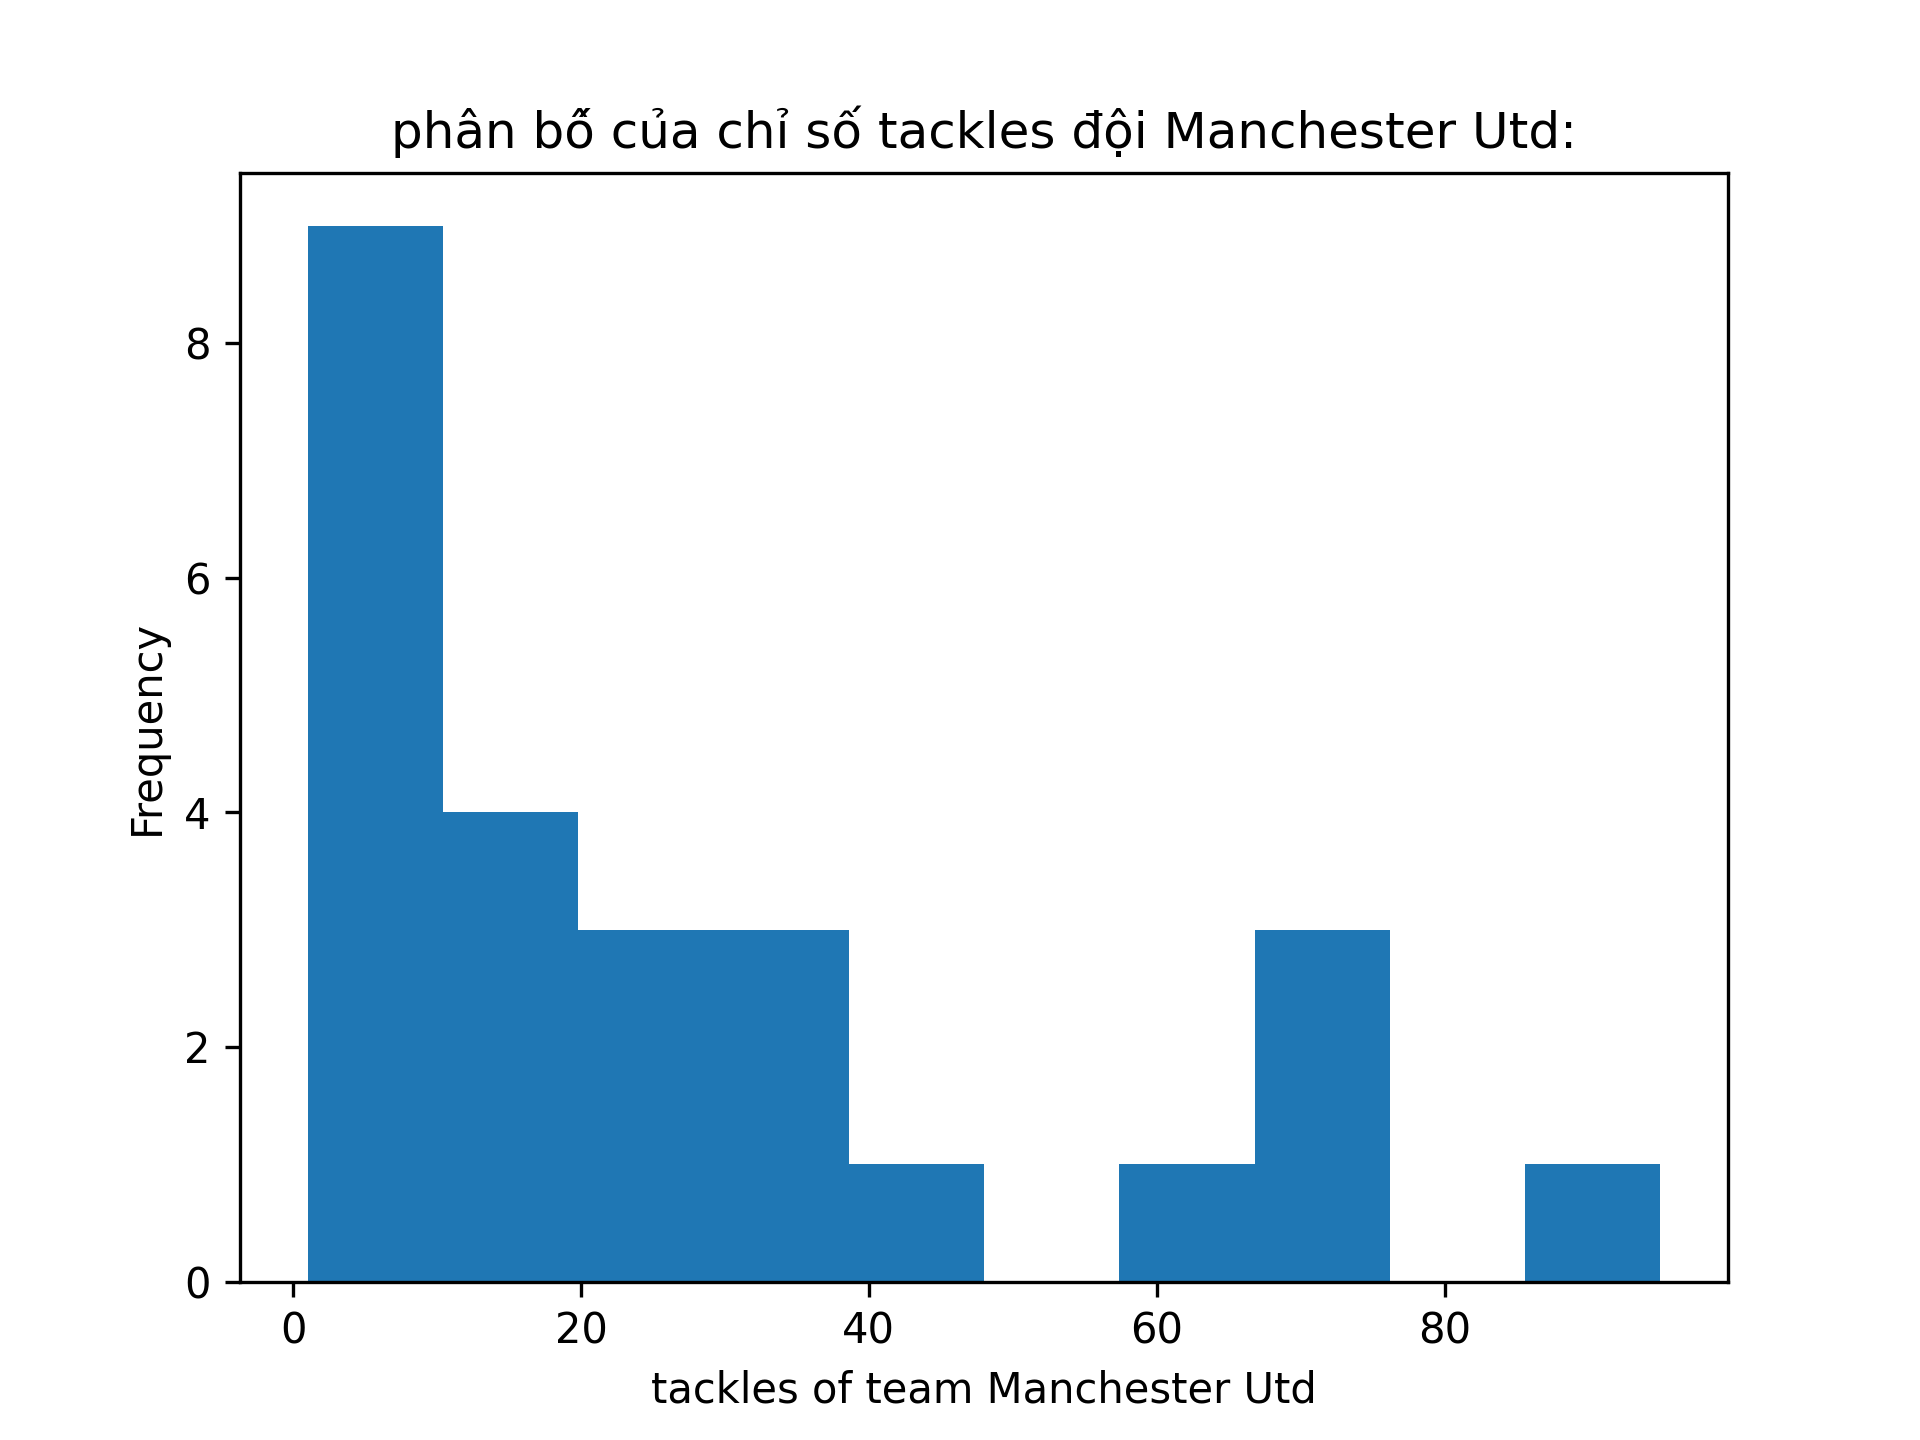 phân bố của chỉ số tackles đội Manchester Utd:
Frequency
8
6
4
2
0
0 20 40 60 80
tackles of team Manchester Utd